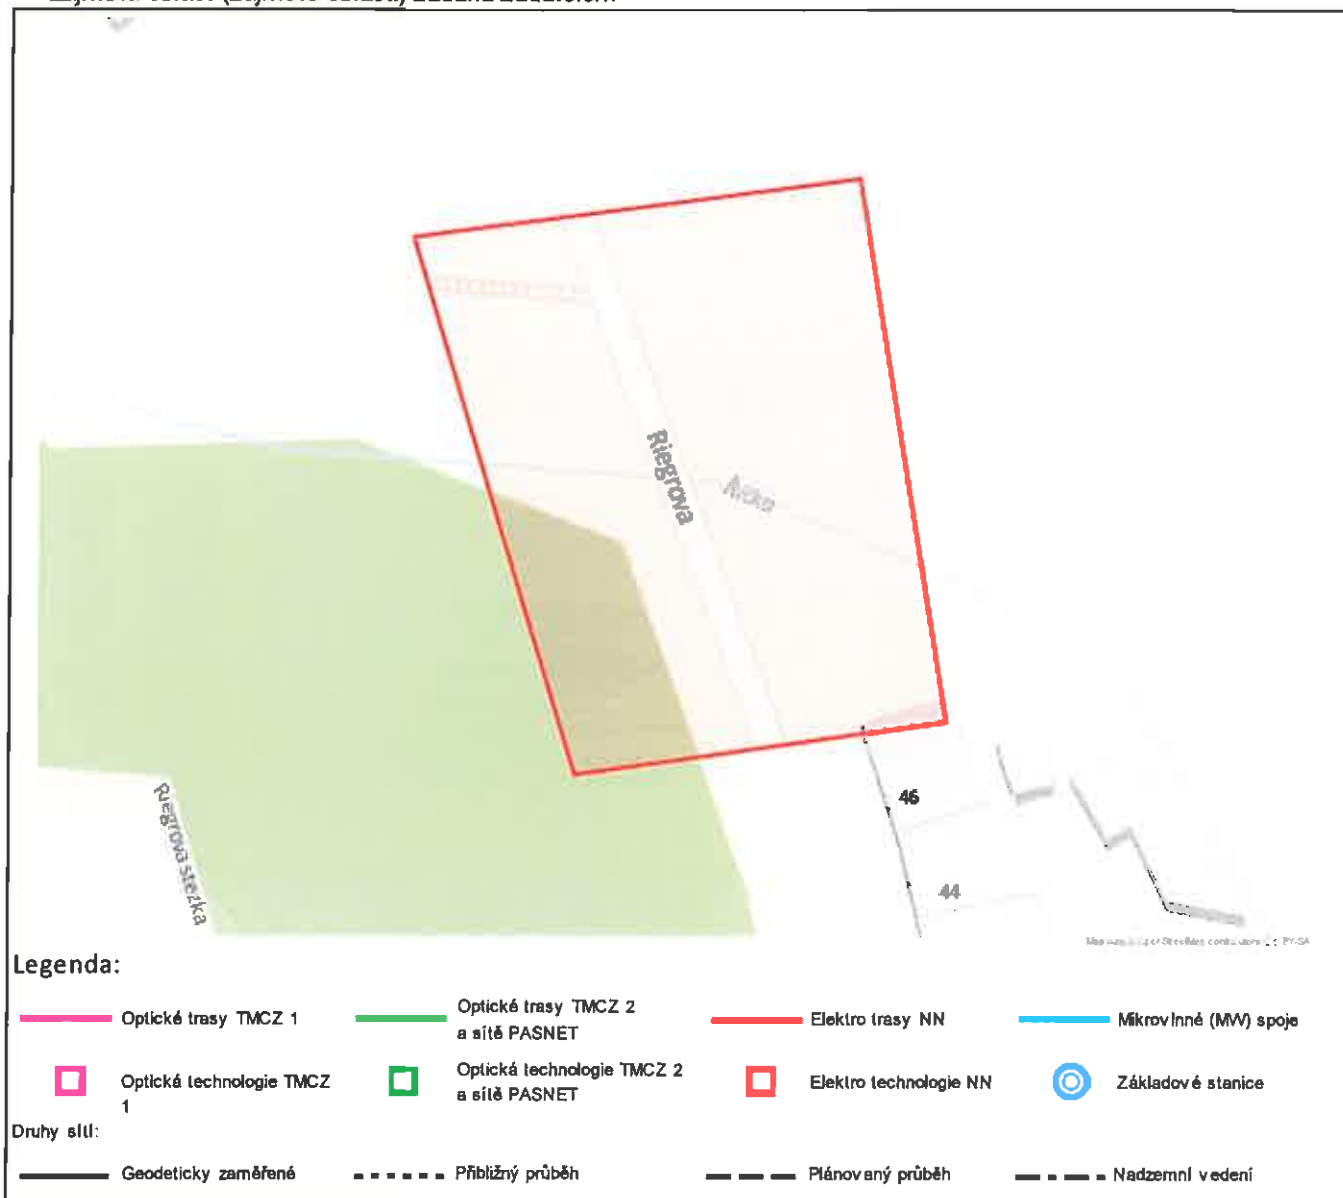 Riegrova
Riegrova stezka
46
44
Legenda:
Optické trasy TMCZ 1
Optické trasy TMCZ 2
a sítě PASNET
Elektro trasy NN
Mikrovlnné (MW) spoje
Optická technologie TMCZ
1
Optická technologie TMCZ 2
a sítě PASNET
Elektro technologie NN
Základové stanice
Druhy sítí:
Geodeticky zaměřené
Přibližný průběh
Plánovaný průběh
Nadzemní vedení